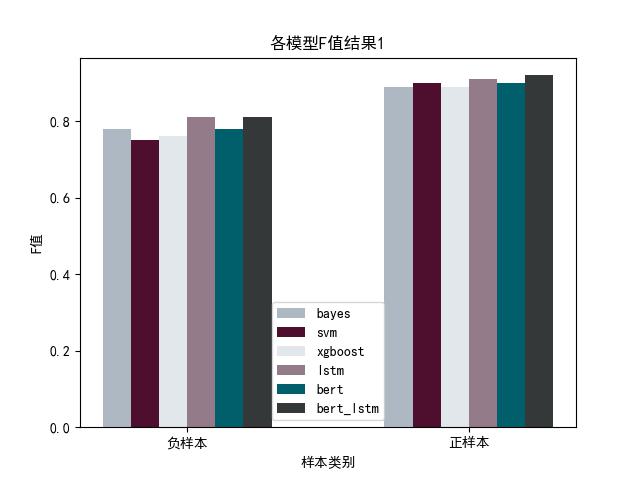 各模型F值结果1
F值
0.8
0.6
0.4
0.2
0.0
bayes
svm
xgboost
lstm
bert
bert_lstm
负样本
正样本
样本类别